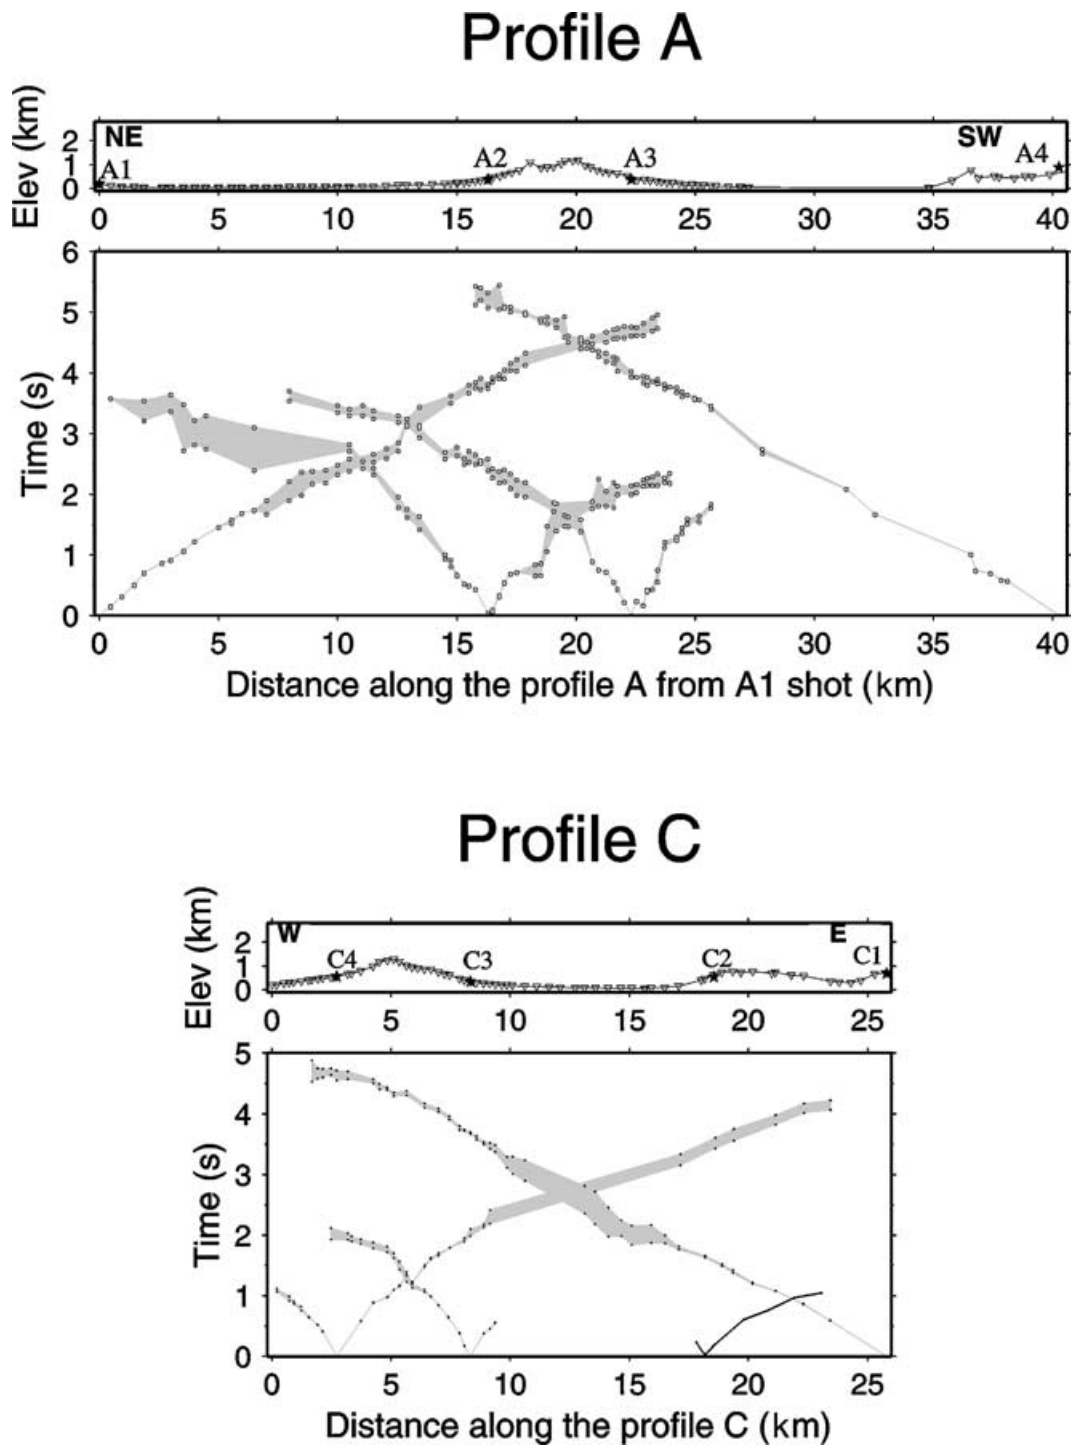 Profile A
Elev (km)
2
1
0
NE
SW
A1
A2
A3
A4
0 5 10 15 20 25 30 35 40
Time (s)
6
5
4
3
2
1
0
0 5 10 15 20 25 30 35 40
Distance along the profile A from A1 shot (km)
Profile C
Elev (km)
2
1
0
W
E
C4
C3
C2
C1
0 5 10 15 20 25
Time (s)
5
4
3
2
1
0
0 5 10 15 20 25
Distance along the profile C (km)